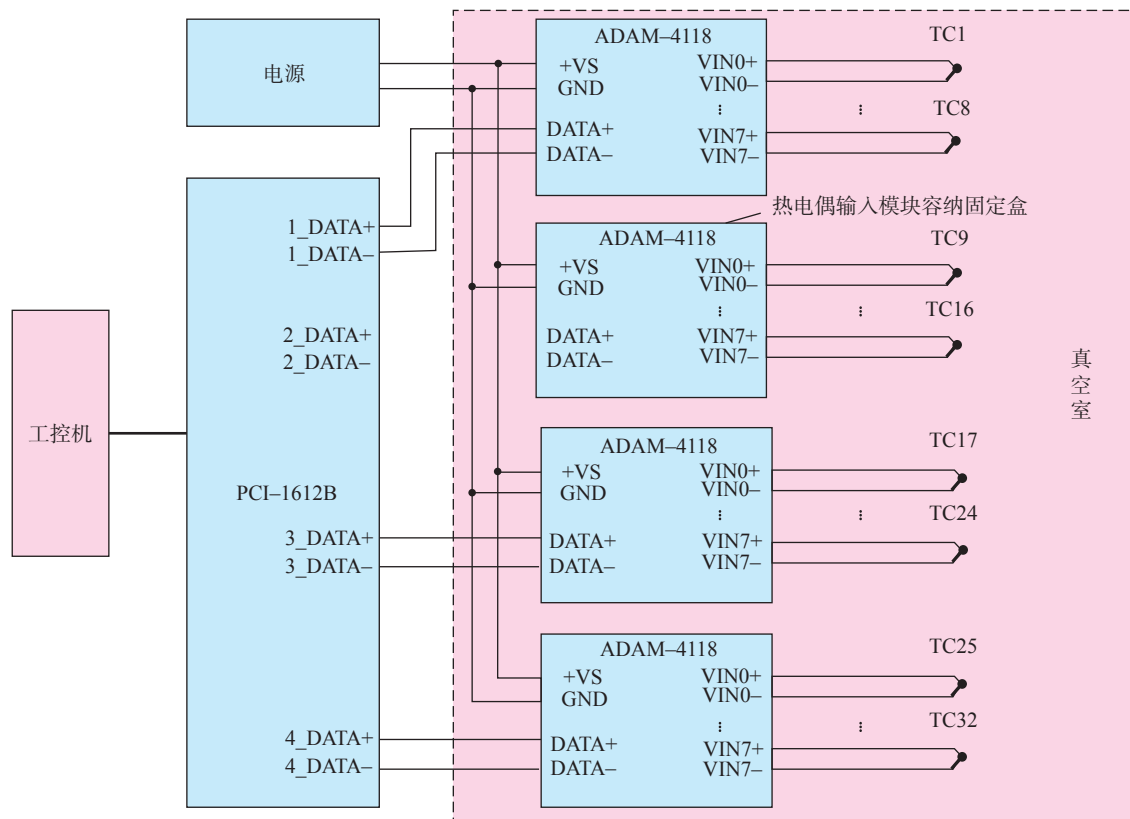 电源
工控机
PCI–1612B
1_DATA+
1_DATA–
2_DATA+
2_DATA–
3_DATA+
3_DATA–
4_DATA+
4_DATA–
ADAM–4118
+VS
GND
DATA+
DATA–
VIN0+
VIN0–
⋮
VIN7+
VIN7–
TC1
⋮
TC8
热电偶输入模块容纳固定盒
ADAM–4118
+VS
GND
DATA+
DATA–
VIN0+
VIN0–
⋮
VIN7+
VIN7–
TC9
⋮
TC16
真空室
ADAM–4118
+VS
GND
DATA+
DATA–
VIN0+
VIN0–
⋮
VIN7+
VIN7–
TC17
⋮
TC24
ADAM–4118
+VS
GND
DATA+
DATA–
VIN0+
VIN0–
⋮
VIN7+
VIN7–
TC25
⋮
TC32